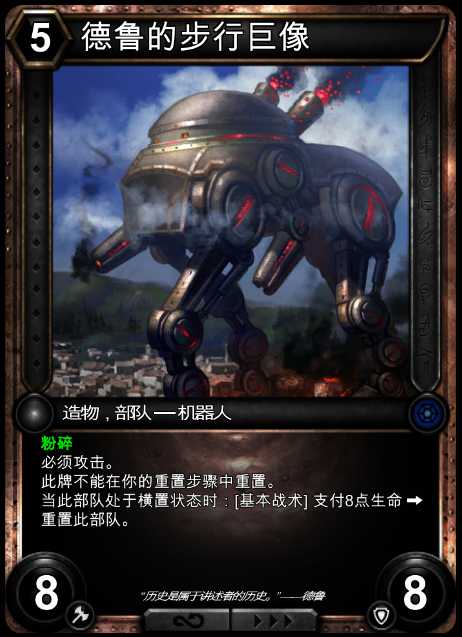 5 德鲁的步行巨像
造物，部队 — 机器人
粉碎
必须攻击。
此牌不能在你的重置步骤中重置。
当此部队处于横置状态时：[基本战术] 支付8点生命 ➡
重置此部队。
8
"历史是属于讲述者的历史。"——德鲁
8